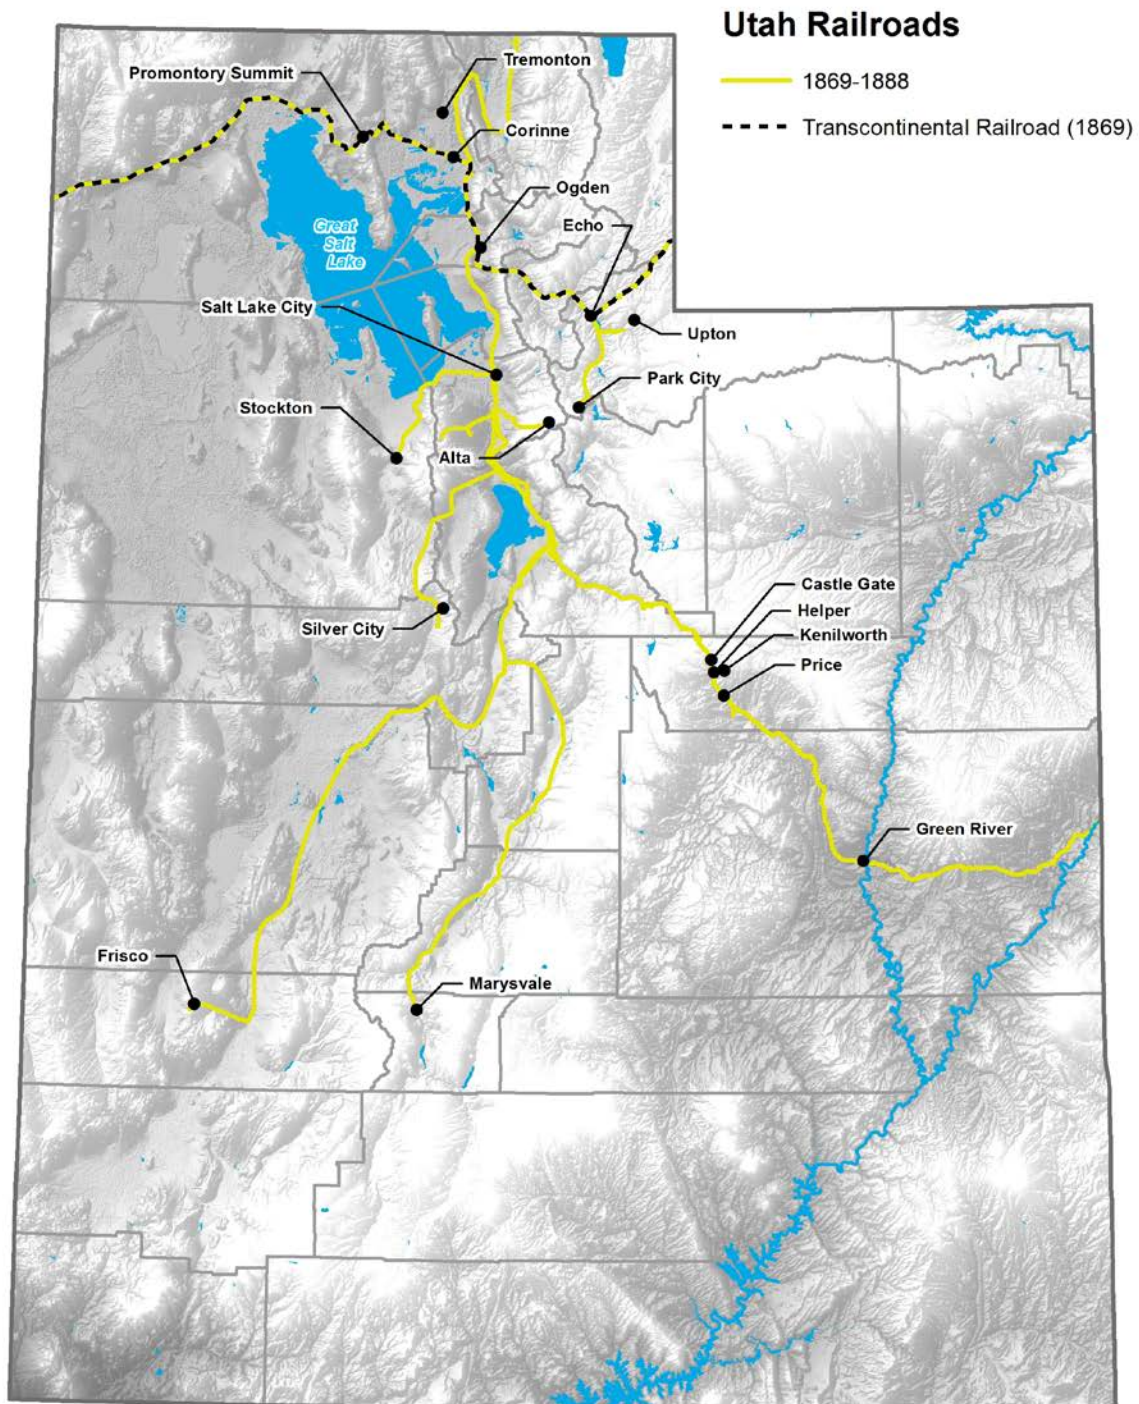 Utah Railroads
1869-1888
Transcontinental Railroad (1869)
Promontory Summit
Tremonton
Corinne
Ogden
Echo
Great
Salt
Lake
Salt Lake City
Upton
Park City
Stockton
Alta
Castle Gate
Helper
Silver City
Kenilworth
Price
Green River
Frisco
Marysvale